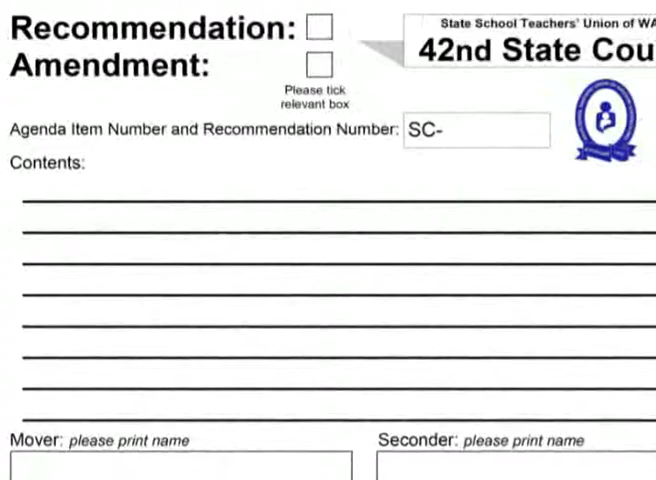 Recommendation:
Amendment:
Please tick
relevant box
State School Teachers' Union of WA
42nd State Cou
Agenda Item Number and Recommendation Number: SC-
Contents:
Mover: please print name
Seconder: please print name